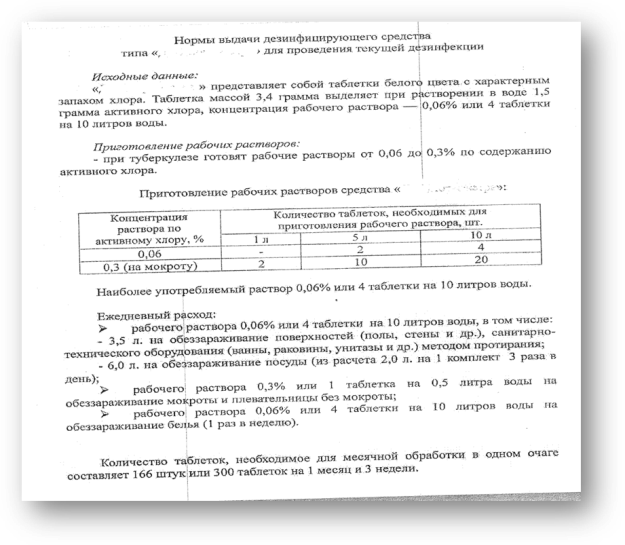 Нормы выдачи дезинфицирующего средства
типа « » для проведения текущей дезинфекции
Исходные данные:
« » представляет собой таблетки белого цвета с характерным
запахом хлора. Таблетка массой 3,4 грамма выделяет при растворении в воде 1,5
грамма активного хлора, концентрация рабочего раствора — 0,06% или 4 таблетки
на 10 литров воды.
Приготовление рабочих растворов:
- при туберкулезе готовят рабочие растворы от 0,06 до 0,3% по содержанию
активного хлора.
Приготовление рабочих растворов средства « »:
Концентрация раствора по активному хлору, %
Количество таблеток, необходимых для
приготовления рабочего раствора, шт.
1 л 5 л 10 л
0,06 - 2 4
0,3 (на мокроту) 2 10 20
Наиболее употребляемый раствор 0,06% или 4 таблетки на 10 литров воды.
Ежедневный расход:
➢ рабочего раствора 0,06% или 4 таблетки на 10 литров воды, в том числе:
- 3,5 л. на обеззараживание поверхностей (полы, стены и др.), санитарно-
технического оборудования (ванны, раковины, унитазы и др.) методом протирания;
- 6,0 л. на обеззараживание посуды (из расчета 2,0 л. на 1 комплект 3 раза в
день);
➢ рабочего раствора 0,3% или 1 таблетка на 0,5 литра воды на
обеззараживание мокроты и плевательницы без мокроты;
➢ рабочего раствора 0,06% или 4 таблетки на 10 литров воды на
обеззараживание белья (1 раз в неделю).
Количество таблеток, необходимое для месячной обработки в одном очаге
составляет 166 штук или 300 таблеток на 1 месяц и 3 недели.